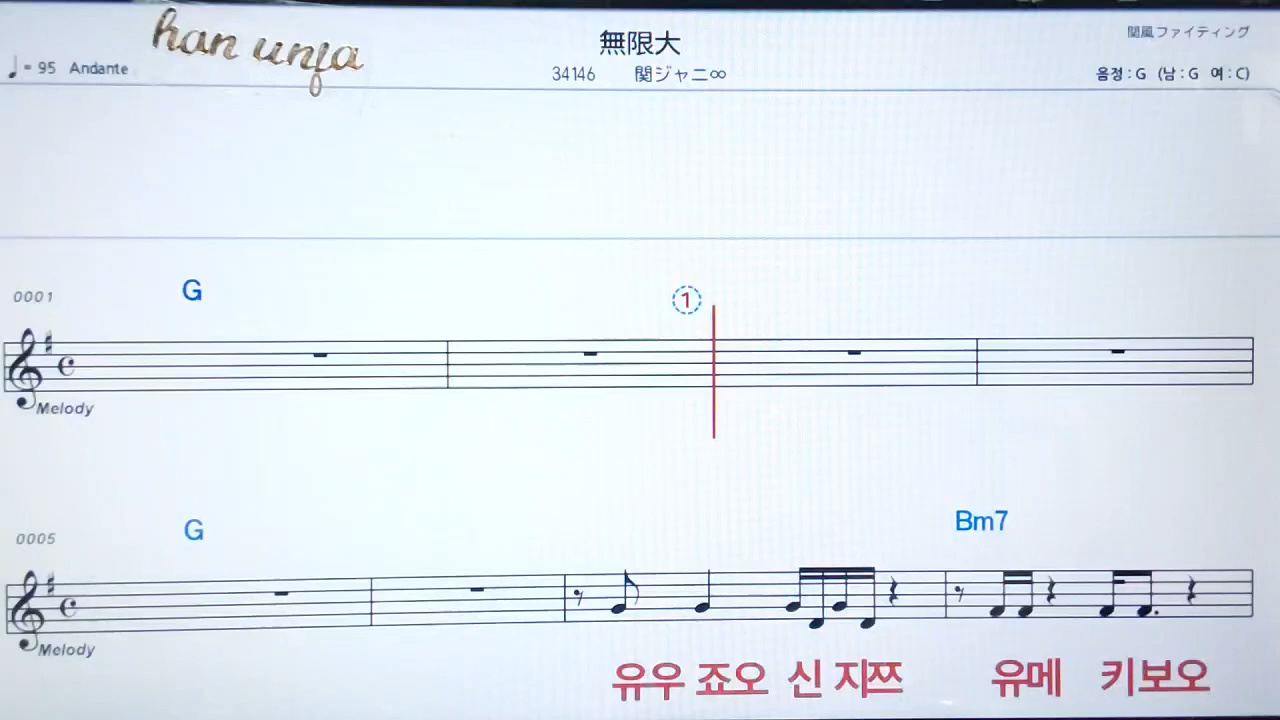 han unja
無限大
関風ファイティング
♩= 95 Andante
34146 関ジャニ∞
음정 : G (남 : G 여 : C)
0001 G
1
Melody
0005 G Bm7
Melody
유우 죠오 신 지쯔 유메 키보오